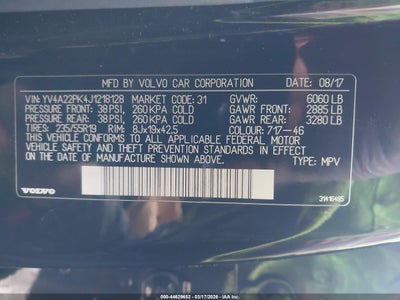 MFD BY VOLVO CAR CORPORATION DATE: 08/17
VIN: YV4A22PK4J1218128 MARKET CODE: 31 GVWR: 6060 LB
PRESSURE FRONT: 38 PSI, 260 KPA COLD GAWR FRONT: 2885 LB
PRESSURE REAR: 38 PSI, 260 KPA COLD GAWR REAR: 3280 LB
TIRES: 235/55R19 RIM: 8Jx19x42.5 COLOUR: 717-46
THIS VEHICLE CONFORMS TO ALL APPLICABLE FEDERAL MOTOR
VEHICLE SAFETY AND THEFT PREVENTION STANDARDS IN EFFECT
ON THE DATE OF MANUFACTURE SHOWN ABOVE. TYPE: MPV
VOLVO 31416485
000-44629652 - 03/17/2026 - IAA Inc.